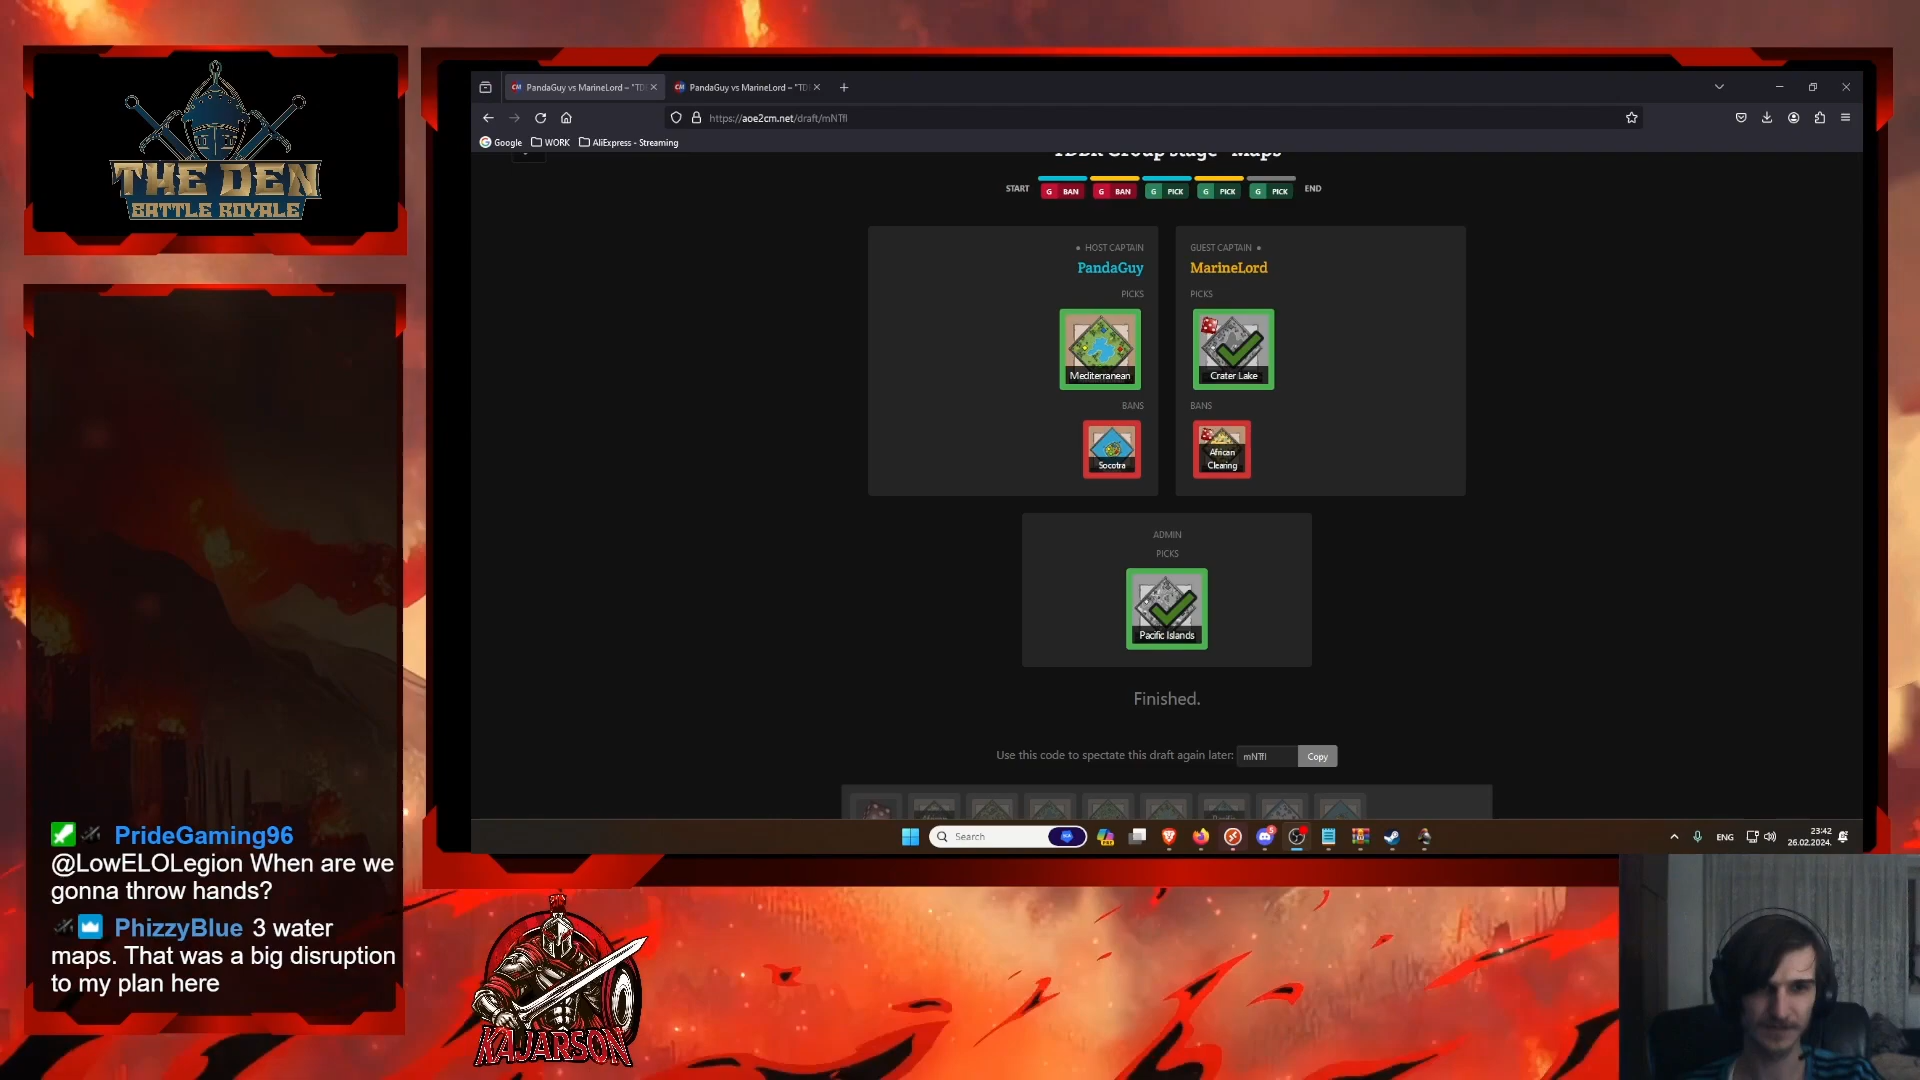 THE DEN
BATTLE ROYALE
PandaGuy vs MarineLord – "TD
PandaGuy vs MarineLord – "TD
https://aoe2cm.net/draft/mNTfl
Google
WORK
AliExpress - Streaming
TDBR Group stage - Maps
START
G BAN
G BAN
G PICK
G PICK
G PICK
END
HOST CAPTAIN
PandaGuy
PICKS
Mediterranean
BANS
Socotra
GUEST CAPTAIN
MarineLord
PICKS
Crater Lake
BANS
African
Clearing
ADMIN
PICKS
Pacific Islands
Finished.
Use this code to spectate this draft again later:
mNTfl
Copy
Search
ENG
23:42
26.02.2024.
PrideGaming96
@LowELOLegion When are we
gonna throw hands?
PhizzyBlue 3 water
maps. That was a big disruption
to my plan here
KAJARSON